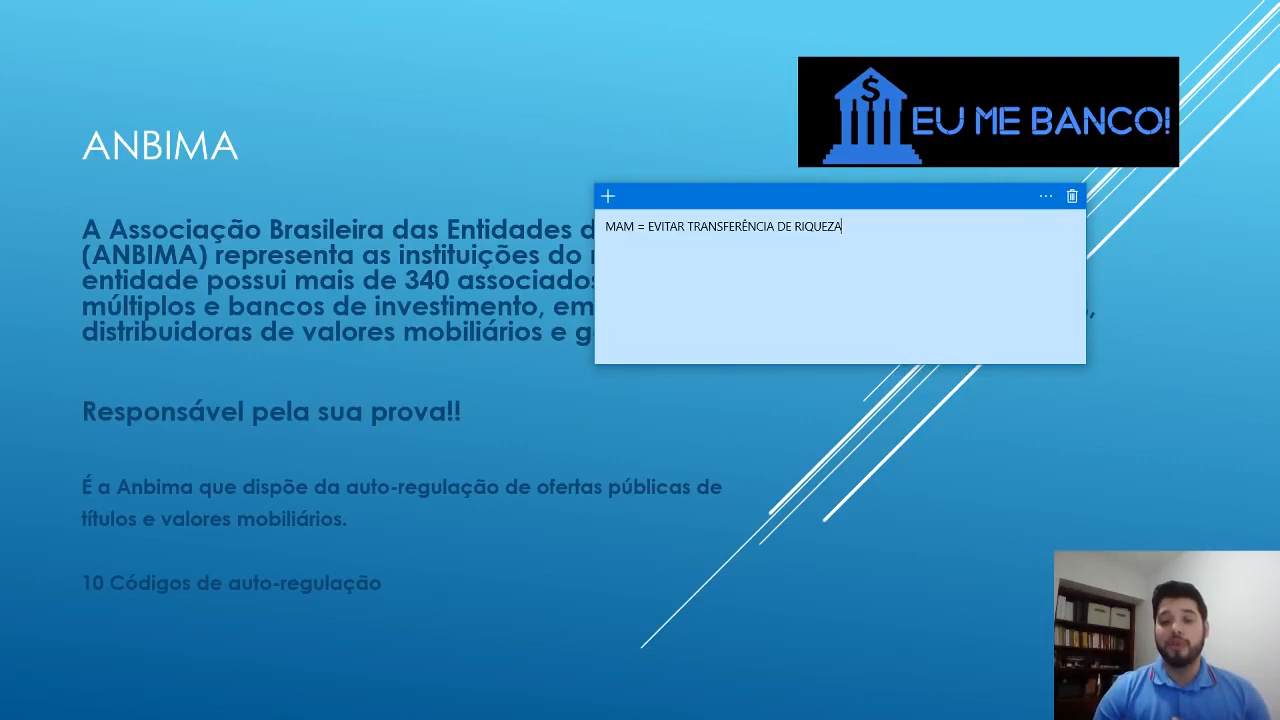 EU ME BANCO!
ANBIMA
MAM = EVITAR TRANSFERÊNCIA DE RIQUEZA
A Associação Brasileira das Entidades
(ANBIMA) representa as instituições do
entidade possui mais de 340 associados
múltiplos e bancos de investimento,
distribuidoras de valores mobiliários e
Responsável pela sua prova!!
É a Anbima que dispõe da auto-regulação de ofertas públicas de
títulos e valores mobiliários.
10 Códigos de auto-regulação